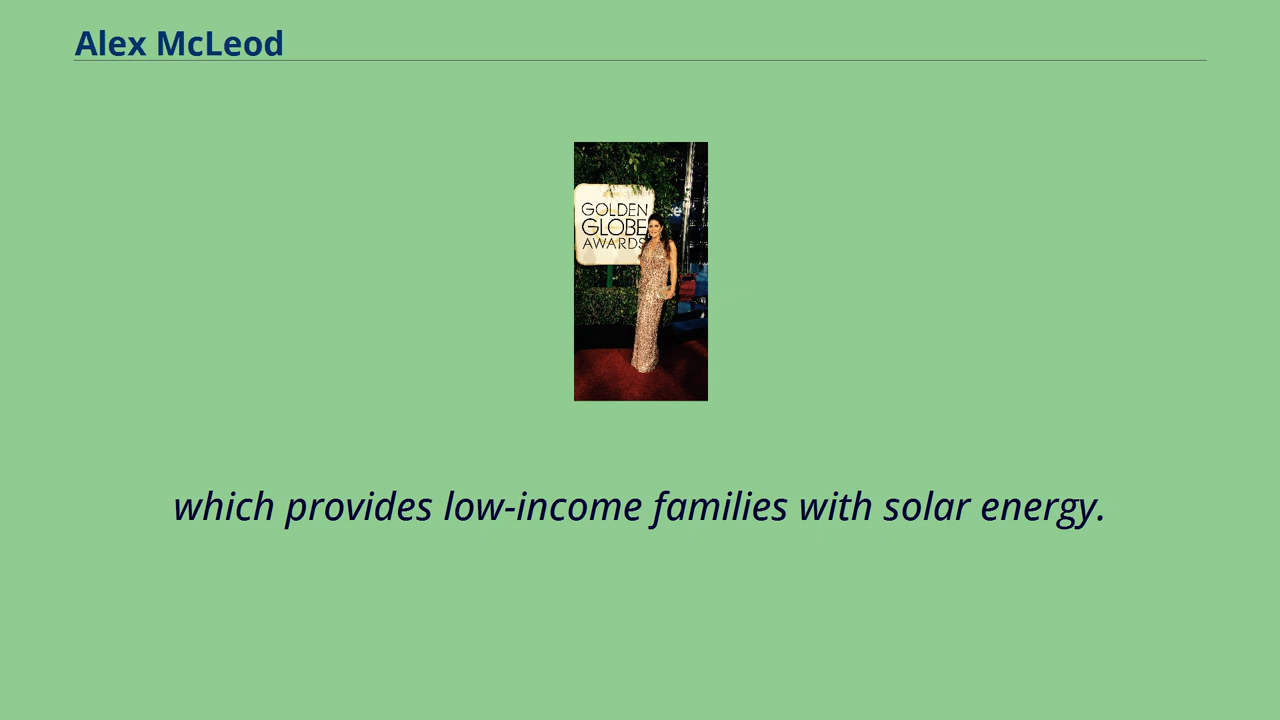 Alex McLeod
GOLDEN
GLOBE
AWARDS
which provides low-income families with solar energy.